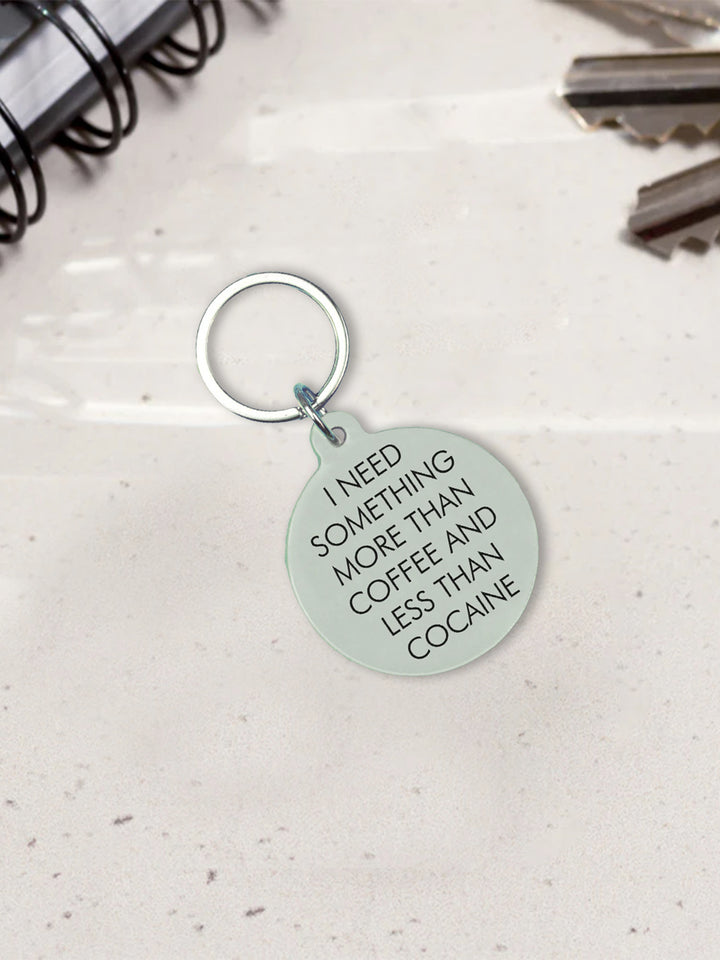 I NEED
SOMETHING
MORE THAN
COFFEE AND
LESS THAN
COCAINE